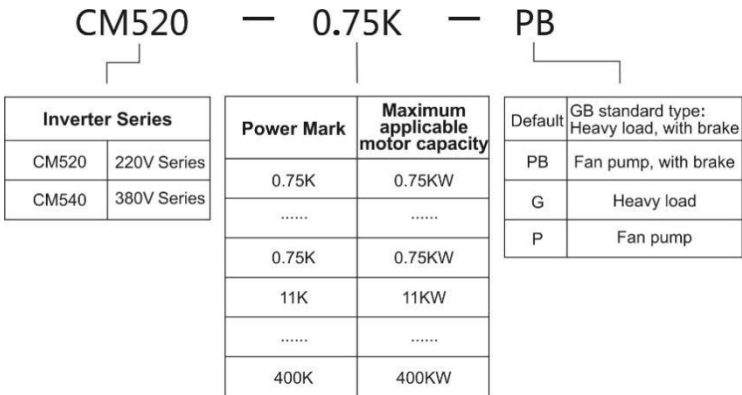 CM520 — 0.75K — PB
Inverter Series
CM520 220V Series
CM540 380V Series
Power Mark Maximum
applicable
motor capacity
0.75K 0.75KW
...... ......
0.75K 0.75KW
11K 11KW
...... ......
400K 400KW
Default GB standard type:
Heavy load, with brake
PB Fan pump, with brake
G Heavy load
P Fan pump